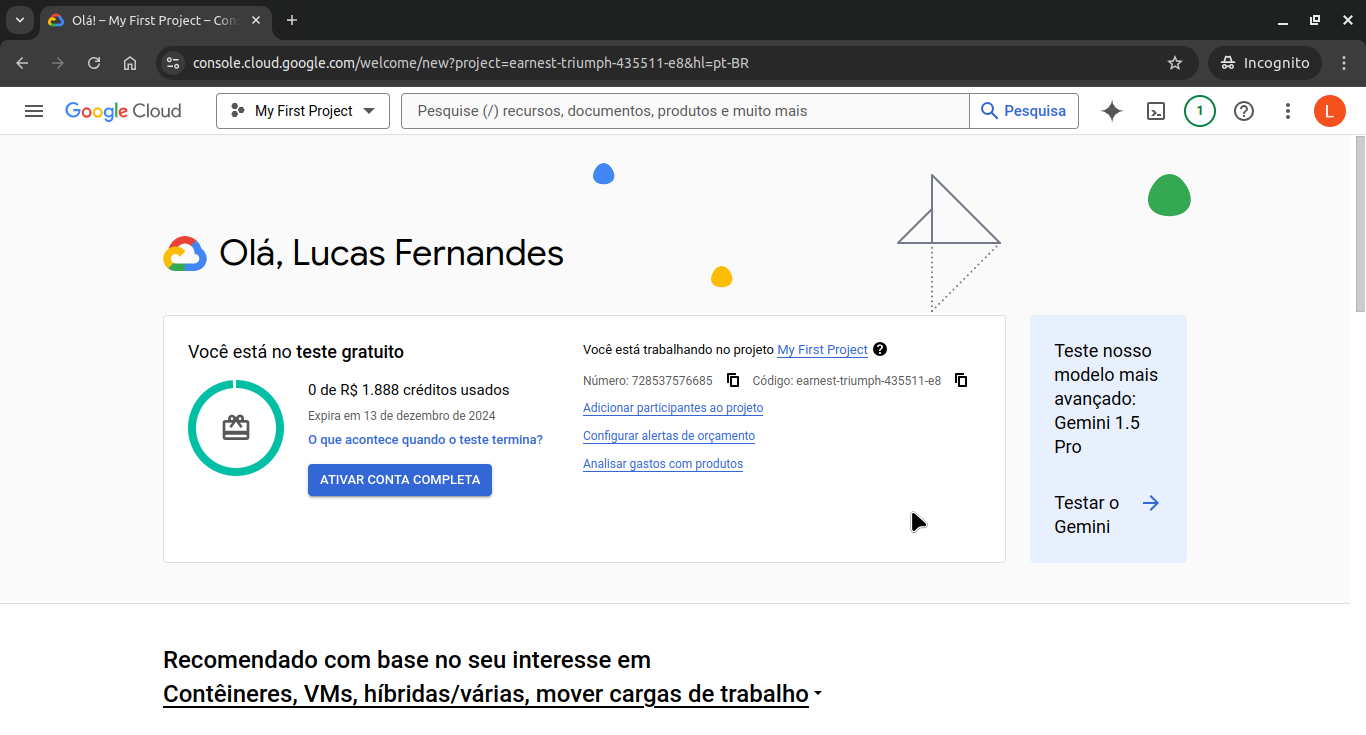 Olá! – My First Project – Con
console.cloud.google.com/welcome/new?project=earnest-triumph-435511-e8&hl=pt-BR
Incognito
Google Cloud
My First Project
Pesquise (/) recursos, documentos, produtos e muito mais
Pesquisa
1
L
Olá, Lucas Fernandes
Você está no teste gratuito
0 de R$ 1.888 créditos usados
Expira em 13 de dezembro de 2024
O que acontece quando o teste termina?
ATIVAR CONTA COMPLETA
Você está trabalhando no projeto My First Project
Número: 728537576685 Código: earnest-triumph-435511-e8
Adicionar participantes ao projeto
Configurar alertas de orçamento
Analisar gastos com produtos
Teste nosso
modelo mais
avançado:
Gemini 1.5
Pro
Testar o
Gemini
Recomendado com base no seu interesse em
Contêineres, VMs, híbridas/várias, mover cargas de trabalho